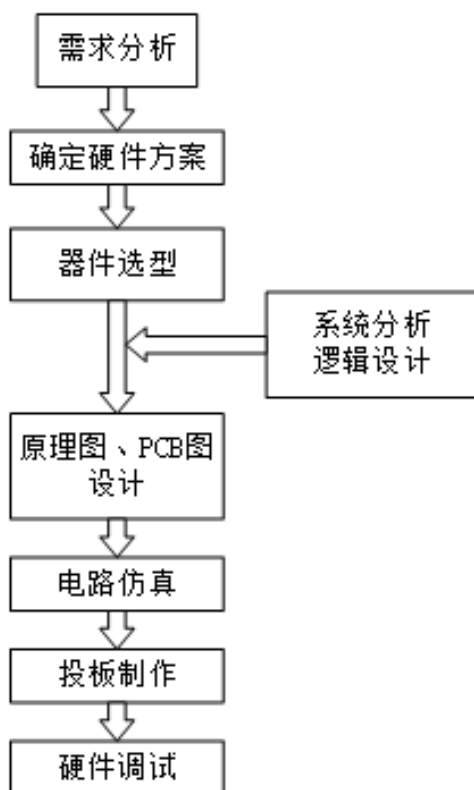 需求分析
确定硬件方案
器件选型
系统分析
逻辑设计
原理图、PCB图
设计
电路仿真
投板制作
硬件调试